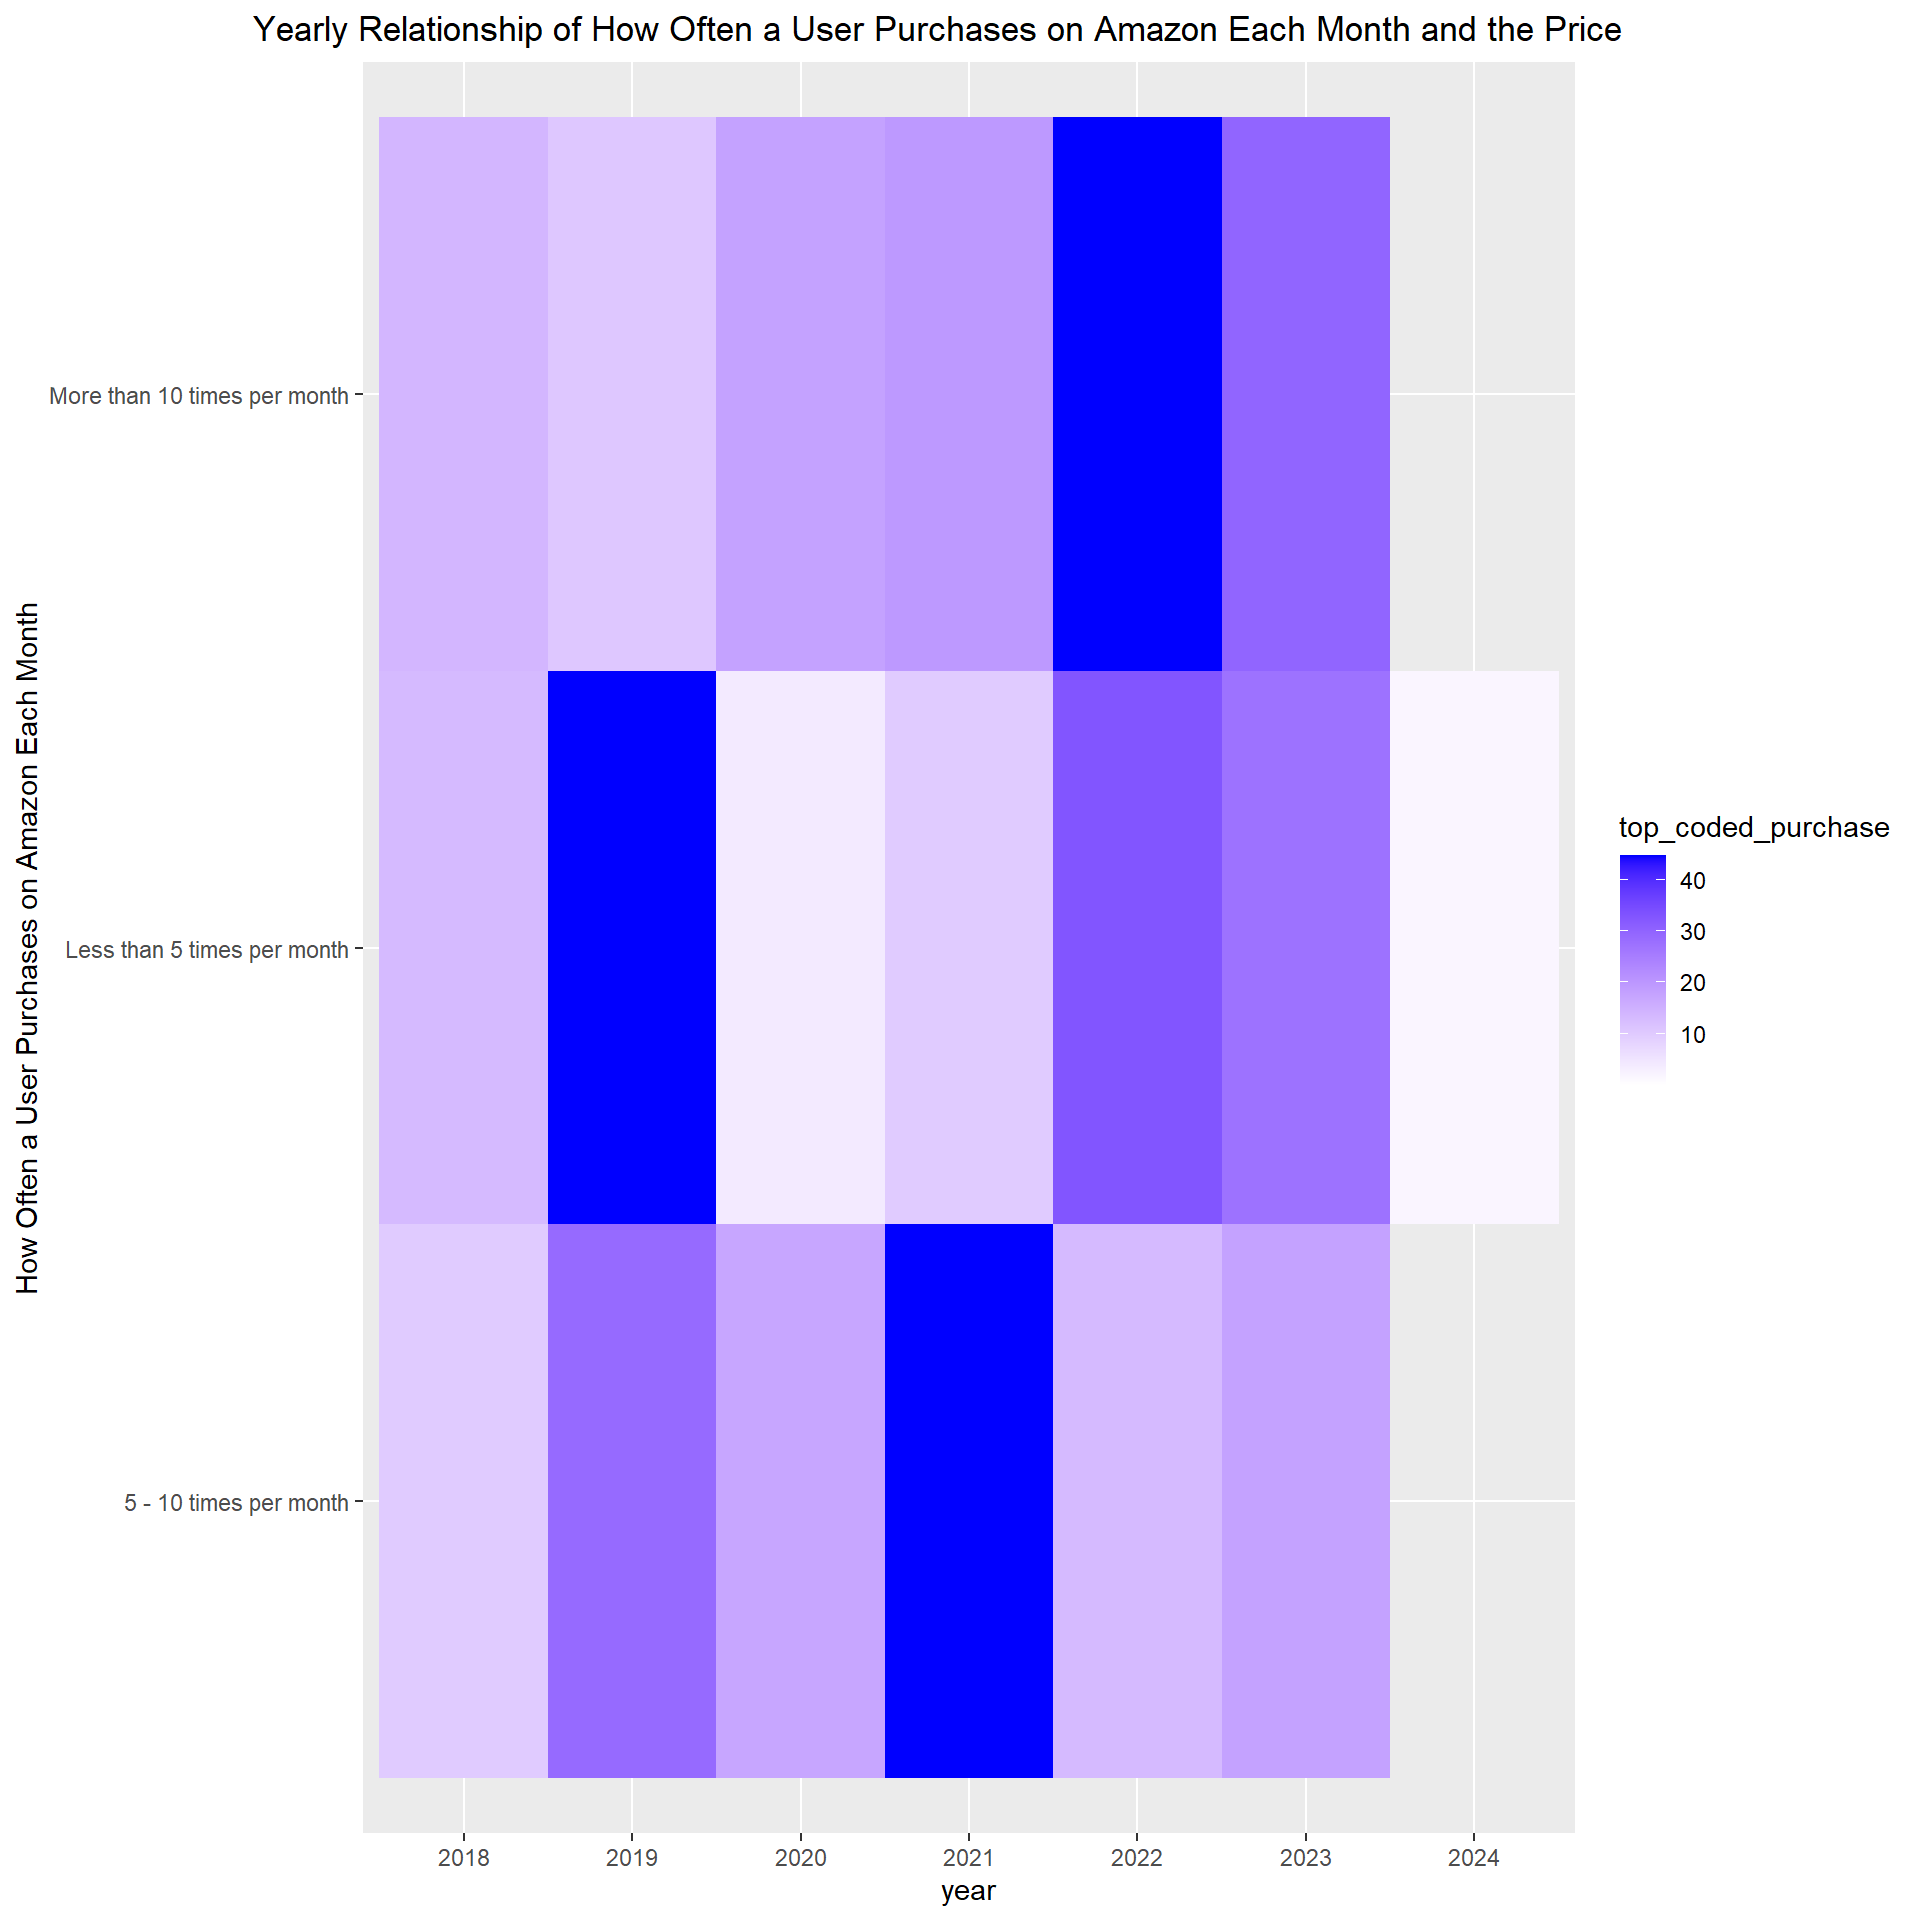 Yearly Relationship of How Often a User Purchases on Amazon Each Month and the Price
How Often a User Purchases on Amazon Each Month
More than 10 times per month
Less than 5 times per month
5 - 10 times per month
2018 2019 2020 2021 2022 2023 2024
year
top_coded_purchase
40
30
20
10